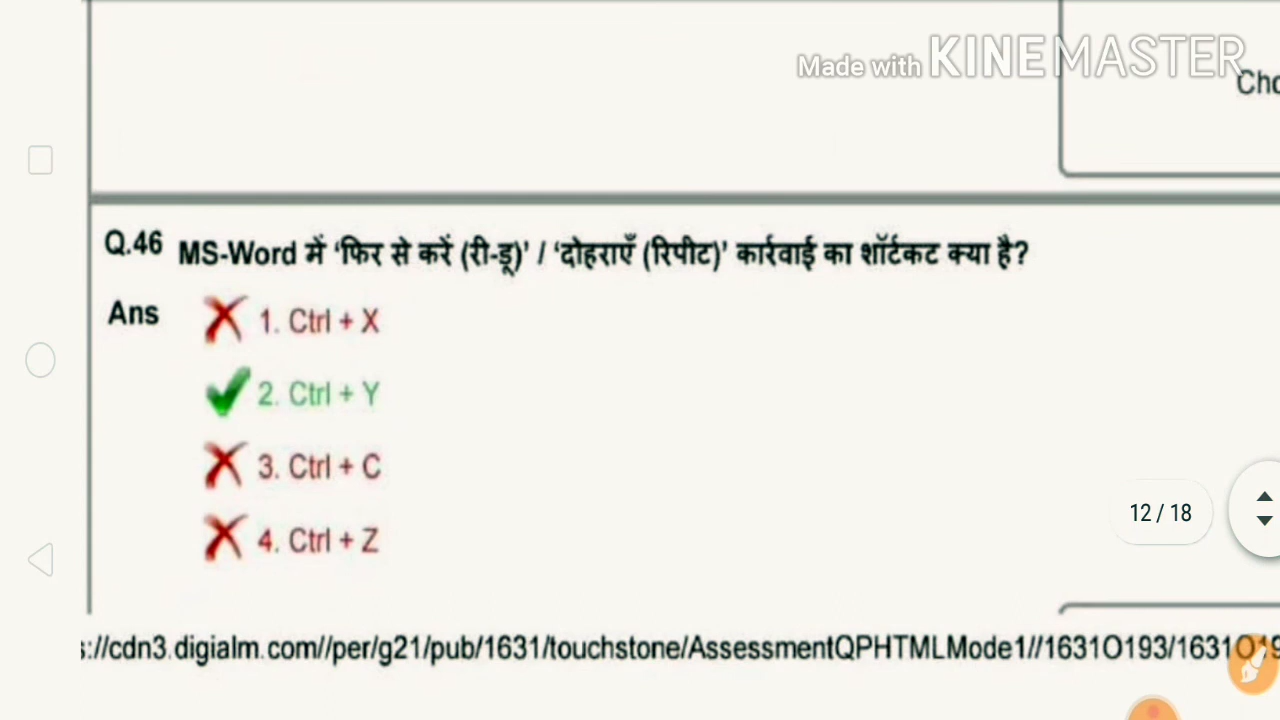 Made with KINEMASTER
Cho
Q.46 MS-Word में 'फिर से करें (री-डू)' / 'दोहराएँ (रिपीट)' कार्रवाई का शॉर्टकट क्या है?
Ans 1. Ctrl + X
2. Ctrl + Y
3. Ctrl + C
12 / 18
4. Ctrl + Z
s://cdn3.digialm.com//per/g21/pub/1631/touchstone/AssessmentQPHTMLMode1//1631O193/1631O19